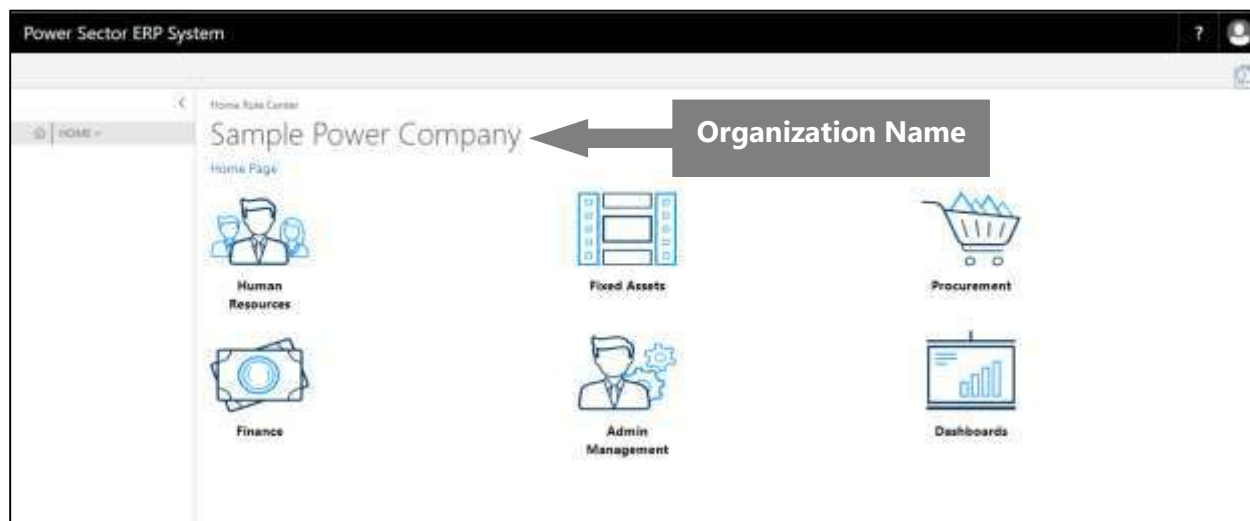 Power Sector ERP System
?
Home Role Center
HOME
Sample Power Company
Organization Name
Home Page
Human
Resources
Fixed Assets
Procurement
Finance
Admin
Management
Dashboards